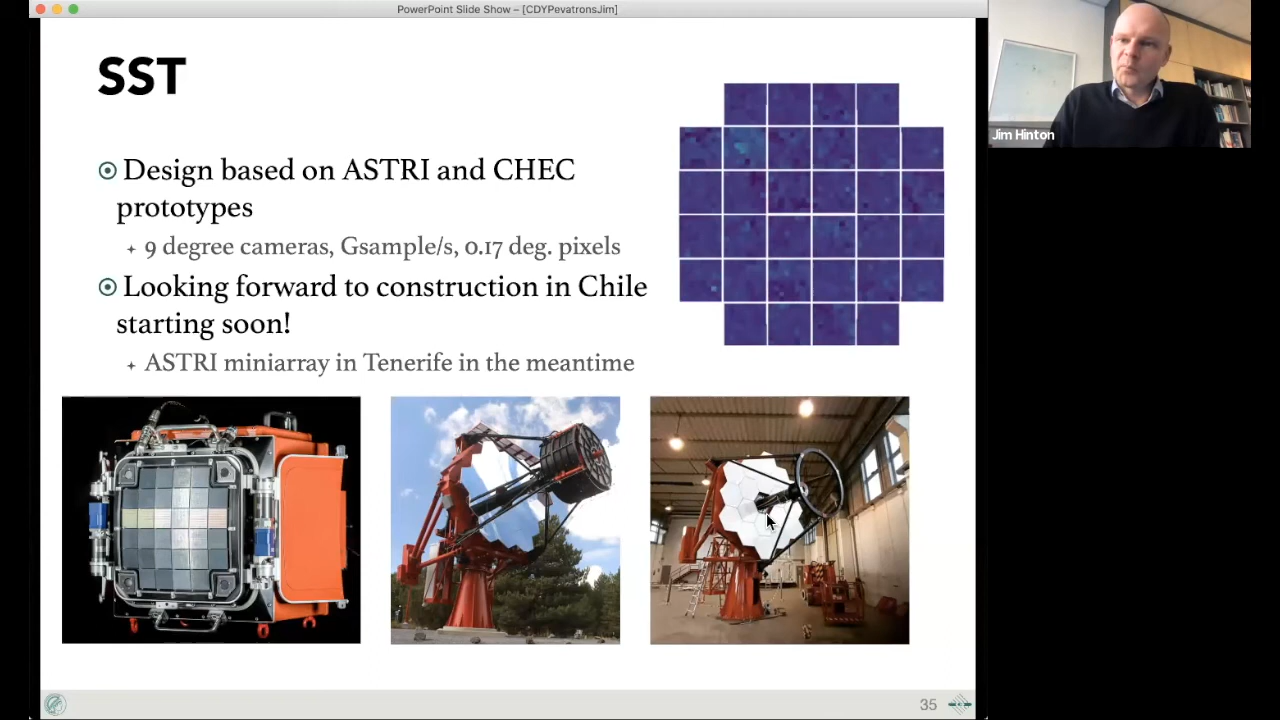 PowerPoint Slide Show – [CDYPevatronsJim]
SST
Design based on ASTRI and CHEC
prototypes
9 degree cameras, Gsample/s, 0.17 deg. pixels
Looking forward to construction in Chile
starting soon!
ASTRI miniarray in Tenerife in the meantime
35
Jim Hinton